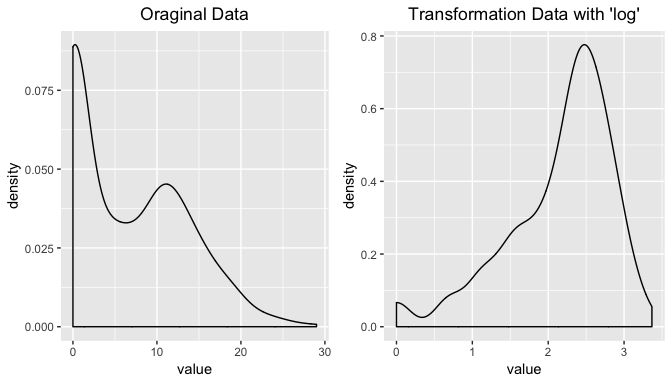 Oraginal Data
density
0.075
0.050
0.025
0.000
0 10 20 30
value
Transformation Data with 'log'
density
0.8
0.6
0.4
0.2
0.0
0 1 2 3
value